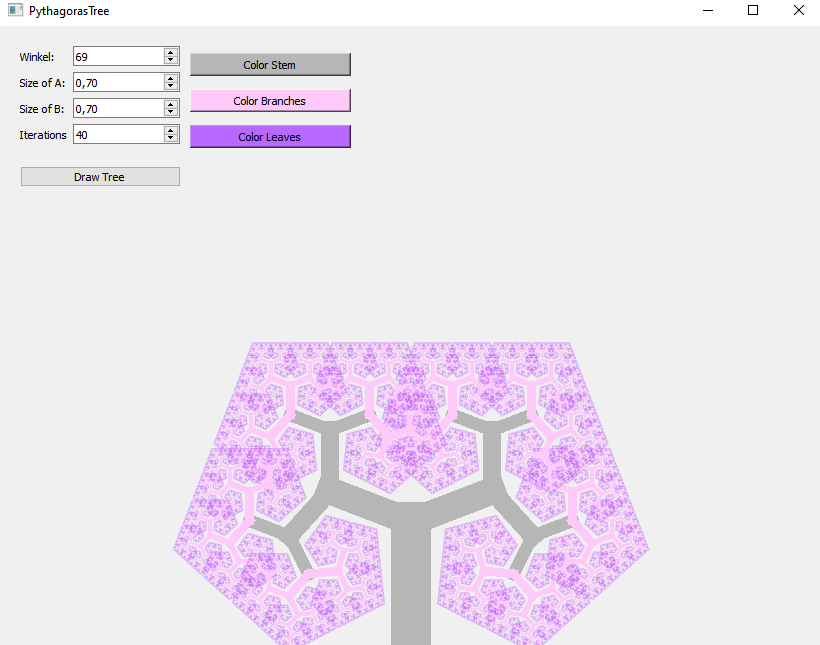 PythagorasTree
Winkel: 69
Color Stem
Size of A: 0,70
Color Branches
Size of B: 0,70
Iterations 40
Color Leaves
Draw Tree